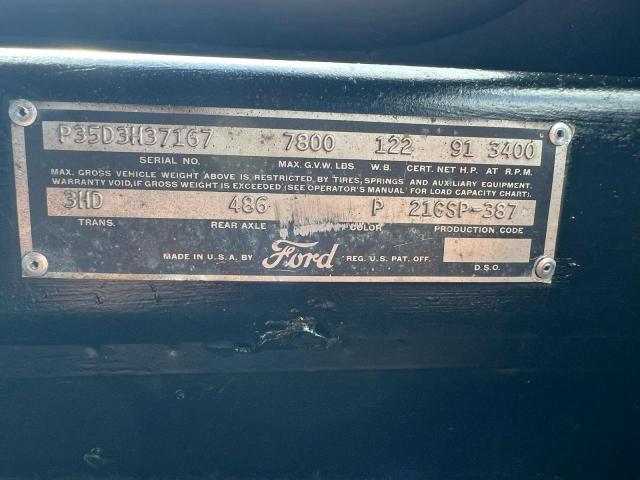 P35D3H37167 7800 122 91 3400
SERIAL NO. MAX. G.V.W. LBS. W.B. CERT. NET H.P. AT R.P.M.
MAX. GROSS VEHICLE WEIGHT ABOVE IS RESTRICTED BY TIRES, SPRINGS AND AUXILIARY EQUIPMENT.
WARRANTY VOID, IF GROSS WEIGHT IS EXCEEDED (SEE OPERATOR'S MANUAL FOR LOAD CAPACITY CHART).
3HD 486 P 21GSP-387
TRANS. REAR AXLE COLOR PRODUCTION CODE
MADE IN U.S.A. BY Ford REG. U.S. PAT. OFF.
D.S.O.